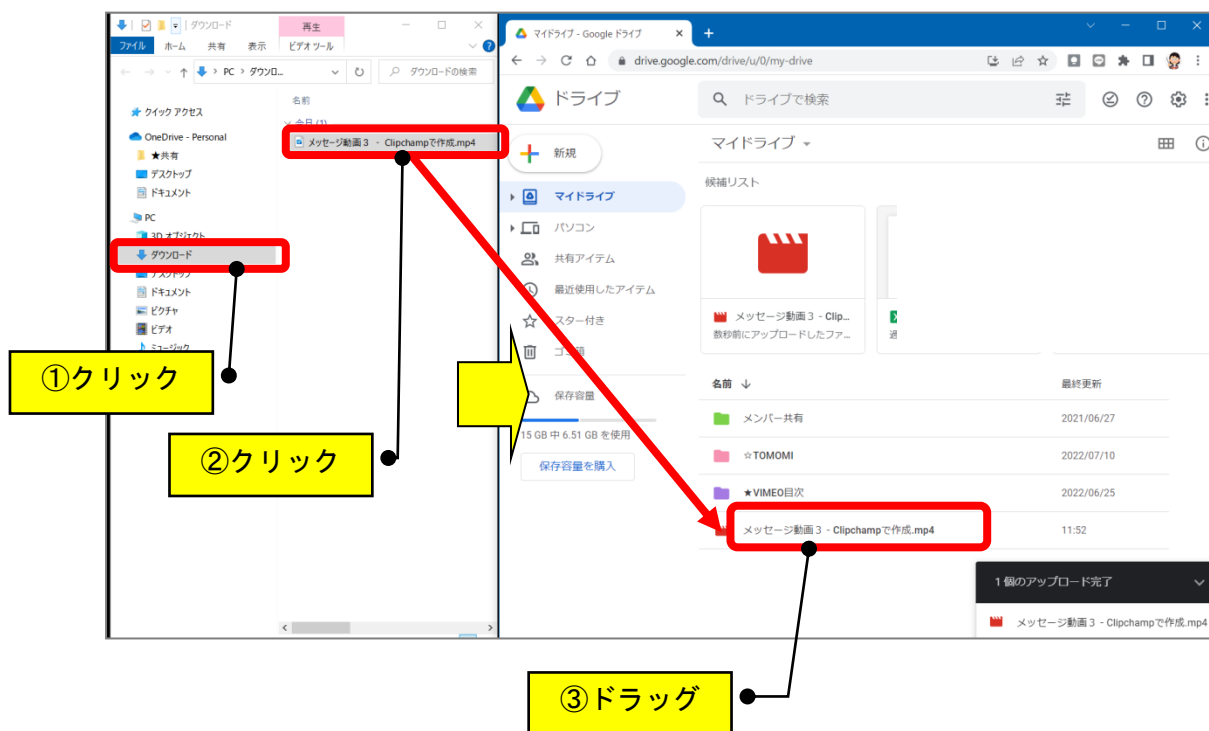 ダウンロード
再生
ファイル ホーム 共有 表示 ビデオ ツール
PC > ダウンロ...
ダウンロードの検索
名前
クイック アクセス
今日 (1)
メッセージ動画３ - Clipchampで作成.mp4
OneDrive - Personal
★共有
デスクトップ
ドキュメント
PC
3D オブジェクト
ダウンロード
デスクトップ
ドキュメント
ピクチャ
ビデオ
ミュージック
①クリック
②クリック
マイドライブ - Google ドライブ
drive.google.com/drive/u/0/my-drive
ドライブ
ドライブで検索
新規
マイドライブ
パソコン
共有アイテム
最近使用したアイテム
スター付き
ゴミ箱
保存容量
15 GB 中 6.51 GB を使用
保存容量を購入
マイドライブ
候補リスト
メッセージ動画３ - Clip...
数秒前にアップロードしたファ...
過
名前
最終更新
メンバー共有
2021/06/27
☆TOMOMI
2022/07/10
★VIMEO目次
2022/06/25
メッセージ動画３ - Clipchampで作成.mp4
11:52
1 個のアップロード完了
メッセージ動画３ - Clipchampで作成.mp4
③ドラッグ